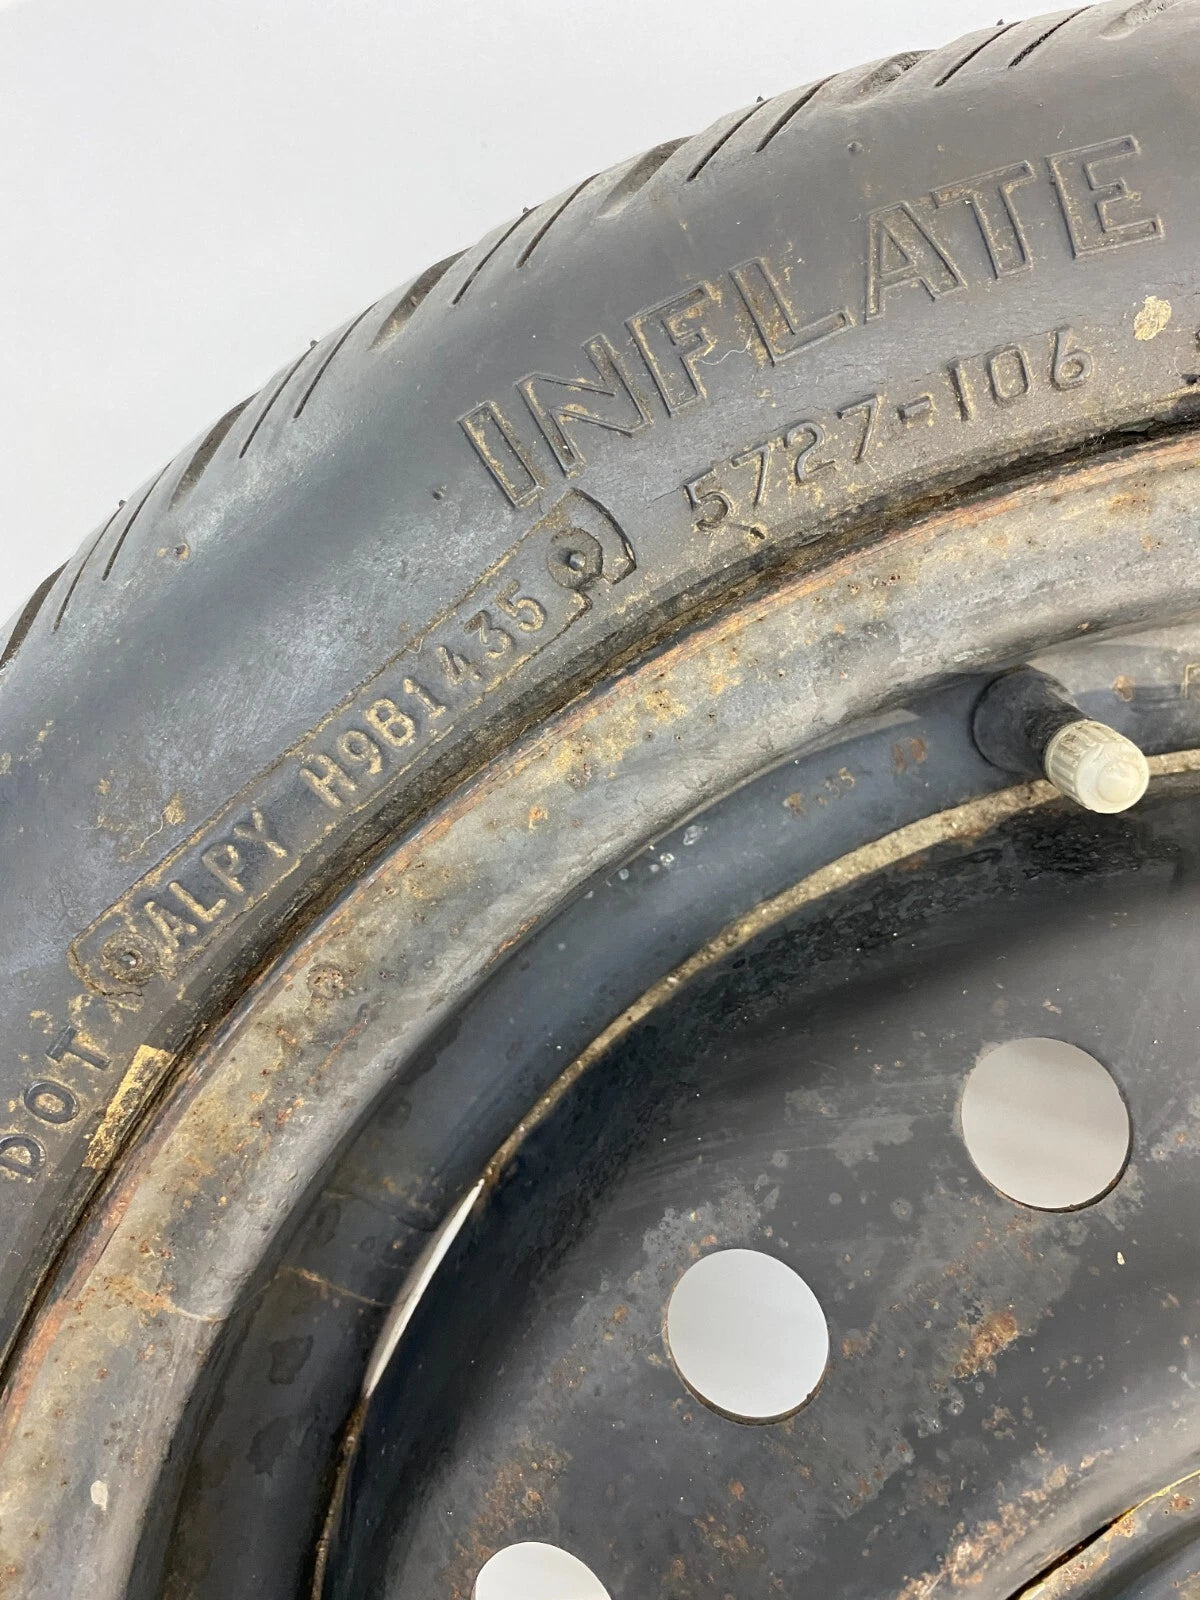 INFLATE
5727-106
DOT ALPY H9B1435